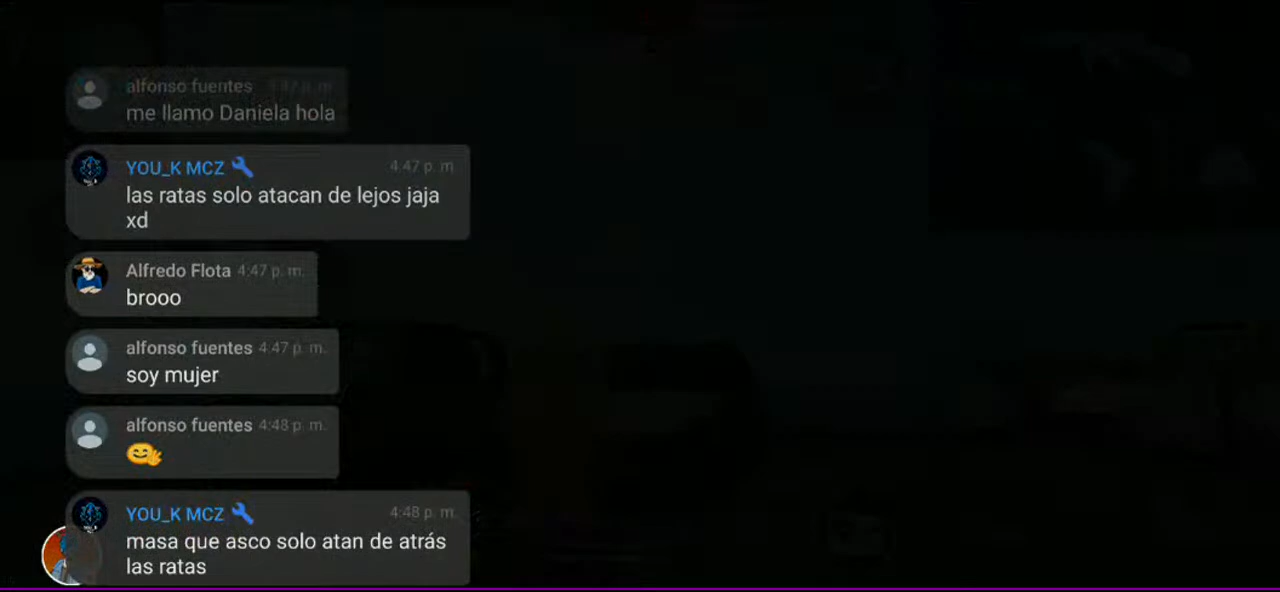 alfonso fuentes
me llamo Daniela hola
YOU_K MCZ 4:47 p. m.
las ratas solo atacan de lejos jaja
xd
Alfredo Flota 4:47 p. m.
brooo
alfonso fuentes 4:47 p. m.
soy mujer
alfonso fuentes 4:48 p. m.
YOU_K MCZ 4:48 p. m.
masa que asco solo atan de atrás
las ratas